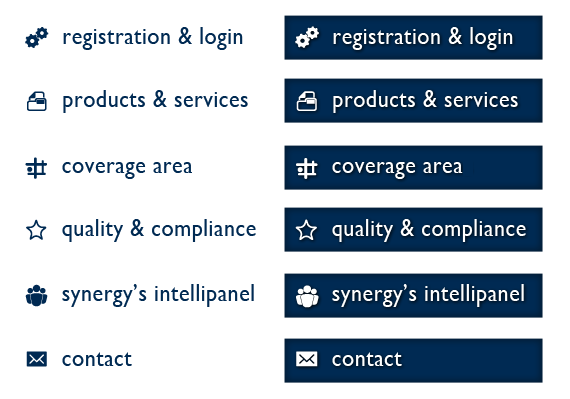 registration & login
registration & login
products & services
products & services
coverage area
coverage area
quality & compliance
quality & compliance
synergy's intellipanel
synergy's intellipanel
contact
contact